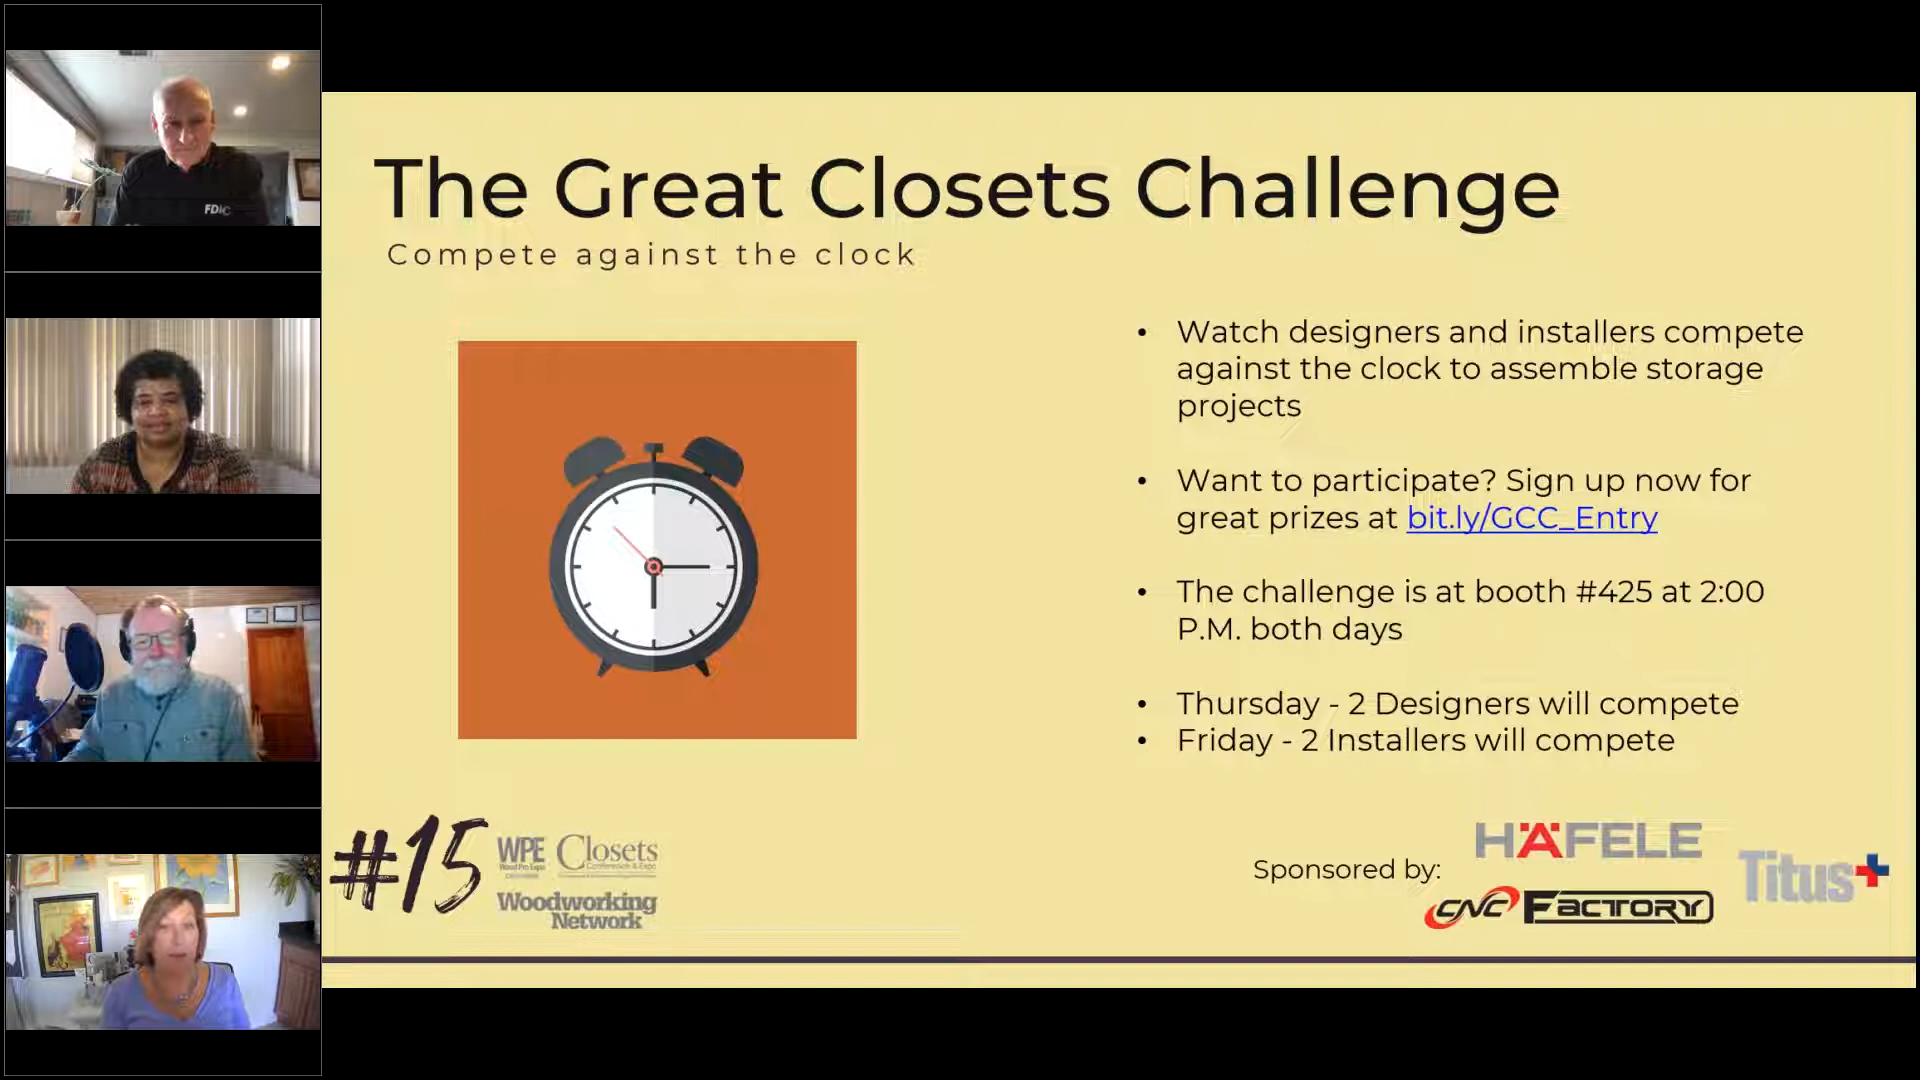 FDIC
The Great Closets Challenge
Compete against the clock
• Watch designers and installers compete
against the clock to assemble storage
projects
• Want to participate? Sign up now for
great prizes at bit.ly/GCC_Entry
• The challenge is at booth #425 at 2:00
P.M. both days
• Thursday - 2 Designers will compete
• Friday - 2 Installers will compete
#15
WPE
Wood Pro Expo
Closets
Conference & Expo
Woodworking
Network
Sponsored by:
HÄFELE
CNC FACTORY
Titus+